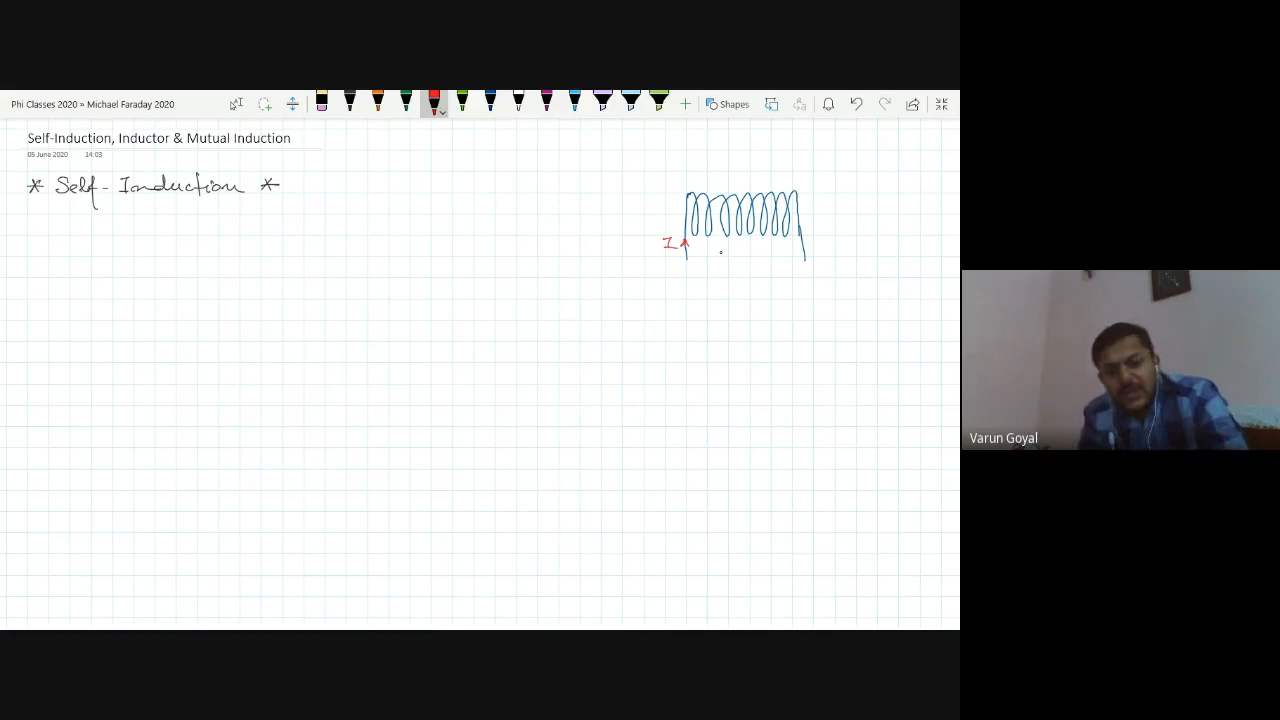 Phi Classes 2020 » Michael Faraday 2020
Shapes
Self-Induction, Inductor & Mutual Induction
05 June 2020 14:03
* Self-Induction *
I
Varun Goyal